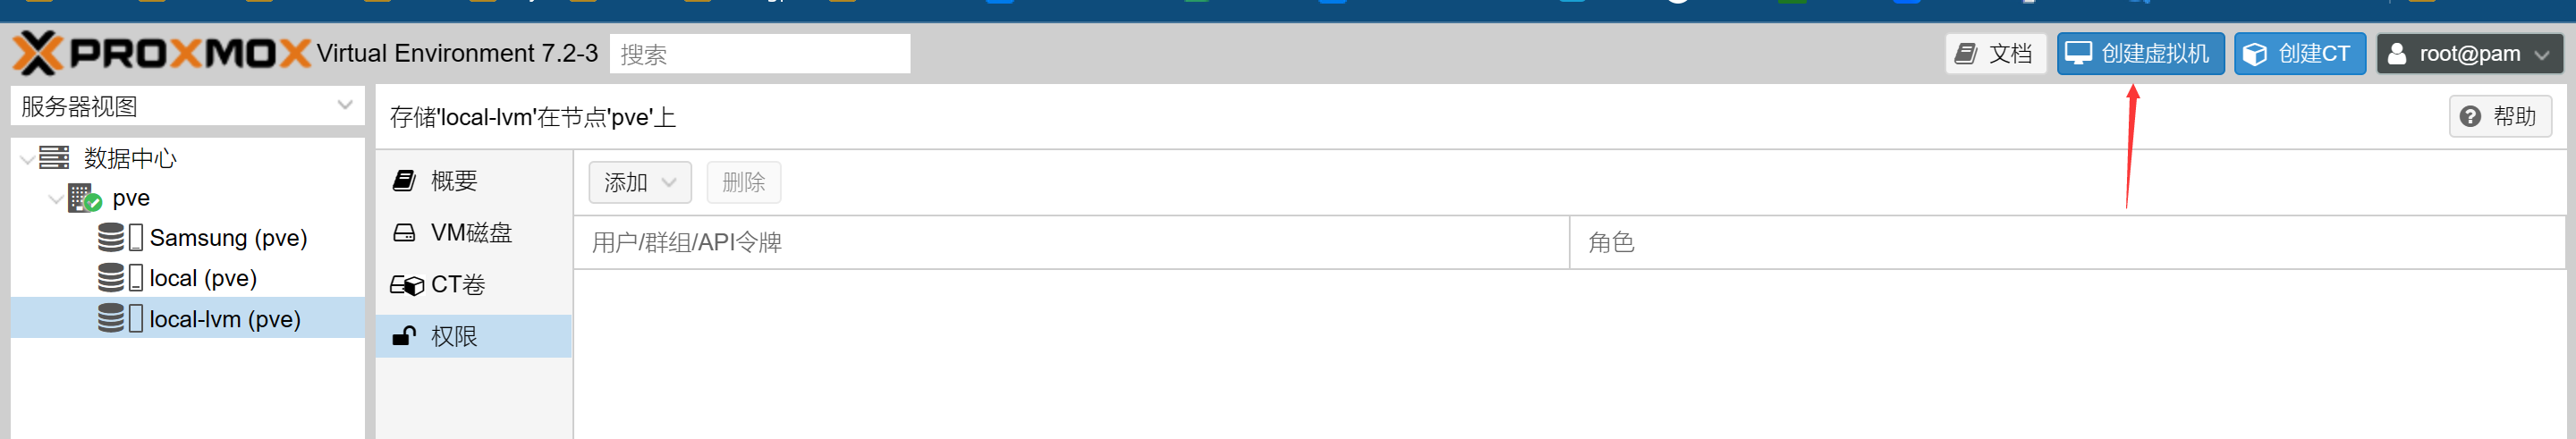 PROXMOX Virtual Environment 7.2-3 搜索 文档 创建虚拟机 创建CT root@pam
服务器视图
存储'local-lvm'在节点'pve'上 帮助
数据中心
pve
Samsung (pve)
local (pve)
local-lvm (pve)
概要
VM磁盘
CT卷
权限
添加 删除
用户/群组/API令牌 角色